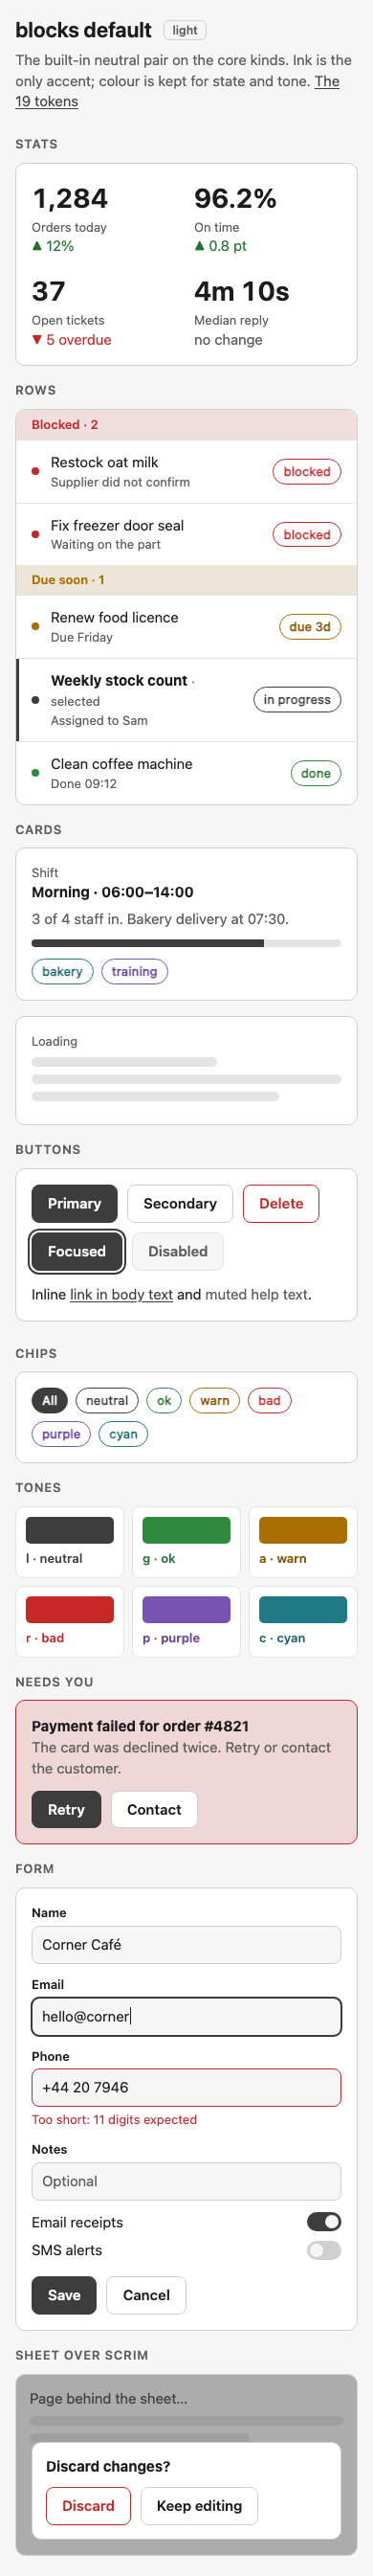 blocks default light
The built-in neutral pair on the core kinds. Ink is the
only accent; colour is kept for state and tone. The
19 tokens
STATS
1,284 96.2%
Orders today On time
▲ 12% ▲ 0.8 pt
37 4m 10s
Open tickets Median reply
▼ 5 overdue no change
ROWS
Blocked · 2
Restock oat milk
Supplier did not confirm
blocked
Fix freezer door seal
Waiting on the part
blocked
Due soon · 1
Renew food licence
Due Friday
due 3d
Weekly stock count ·
selected
Assigned to Sam
in progress
Clean coffee machine
Done 09:12
done
CARDS
Shift
Morning · 06:00–14:00
3 of 4 staff in. Bakery delivery at 07:30.
bakery training
Loading
BUTTONS
Primary Secondary Delete
Focused Disabled
Inline link in body text and muted help text.
CHIPS
All neutral ok warn bad
purple cyan
TONES
l · neutral g · ok a · warn
r · bad p · purple c · cyan
NEEDS YOU
Payment failed for order #4821
The card was declined twice. Retry or contact
the customer.
Retry Contact
FORM
Name
Corner Café
Email
hello@corner
Phone
+44 20 7946
Too short: 11 digits expected
Notes
Optional
Email receipts
SMS alerts
Save Cancel
SHEET OVER SCRIM
Page behind the sheet…
Discard changes?
Discard Keep editing